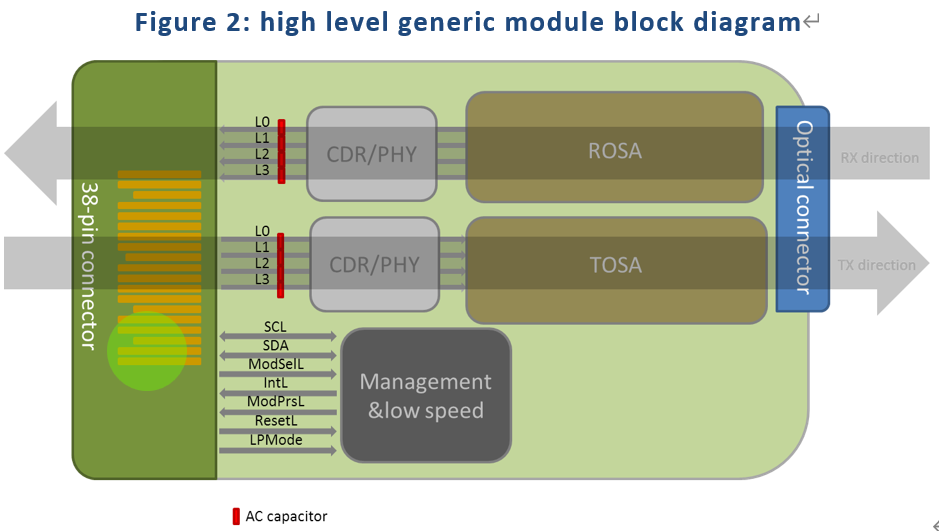 Figure 2: high level generic module block diagram↵
L0
L1
L2
L3
CDR/PHY
ROSA
RX direction
38-pin connector
Optical connector
L0
L1
L2
L3
CDR/PHY
TOSA
TX direction
SCL
SDA
ModSelL
IntL
ModPrsL
ResetL
LPMode
Management
&low speed
AC capacitor
↵